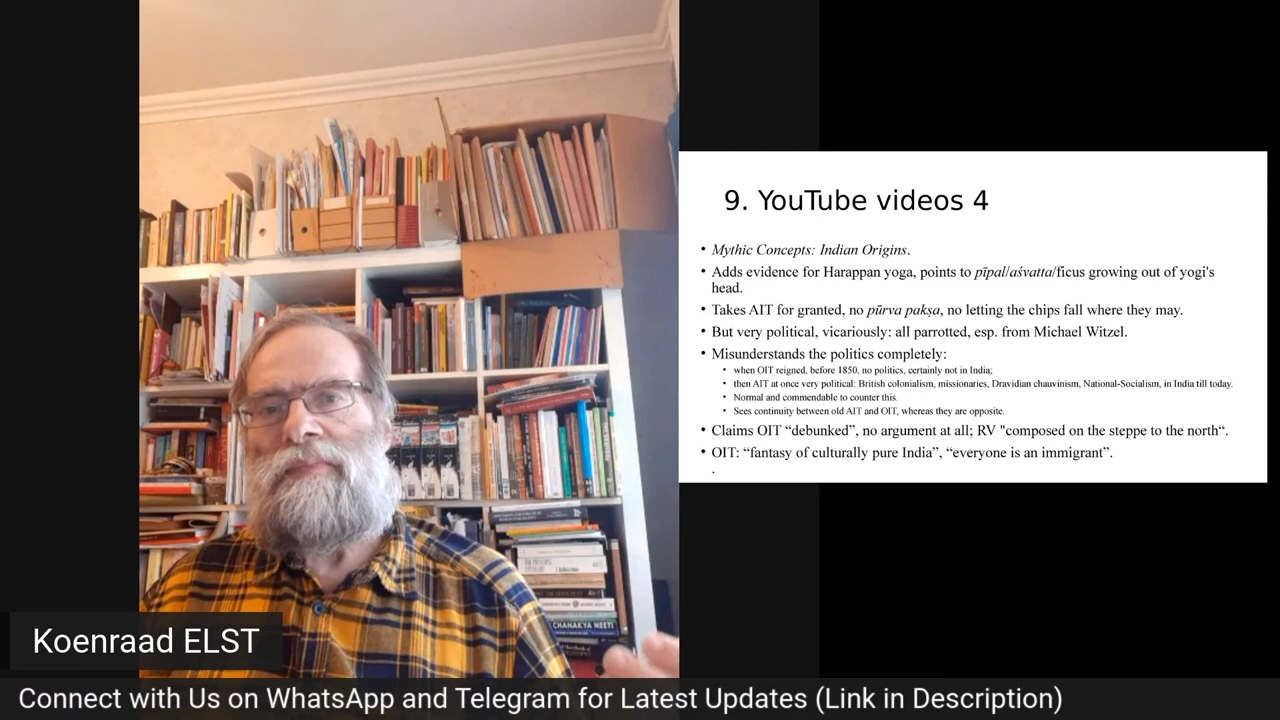 9. YouTube videos 4
• Mythic Concepts: Indian Origins.
• Adds evidence for Harappan yoga, points to pīpal/aśvatta/ficus growing out of yogi's
head.
• Takes AIT for granted, no pūrva pakṣa, no letting the chips fall where they may.
• But very political, vicariously: all parrotted, esp. from Michael Witzel.
• Misunderstands the politics completely:
• when OIT reigned, before 1850, no politics, certainly not in India;
• then AIT at once very political: British colonialism, missionaries, Dravidian chauvinism, National-Socialism, in India till today.
• Normal and commendable to counter this.
• Sees continuity between old AIT and OIT, whereas they are opposite.
• Claims OIT “debunked”, no argument at all; RV "composed on the steppe to the north“.
• OIT: “fantasy of culturally pure India”, “everyone is an immigrant”.
.
CHANAKYA NEETI
Koenraad ELST
Connect with Us on WhatsApp and Telegram for Latest Updates (Link in Description)